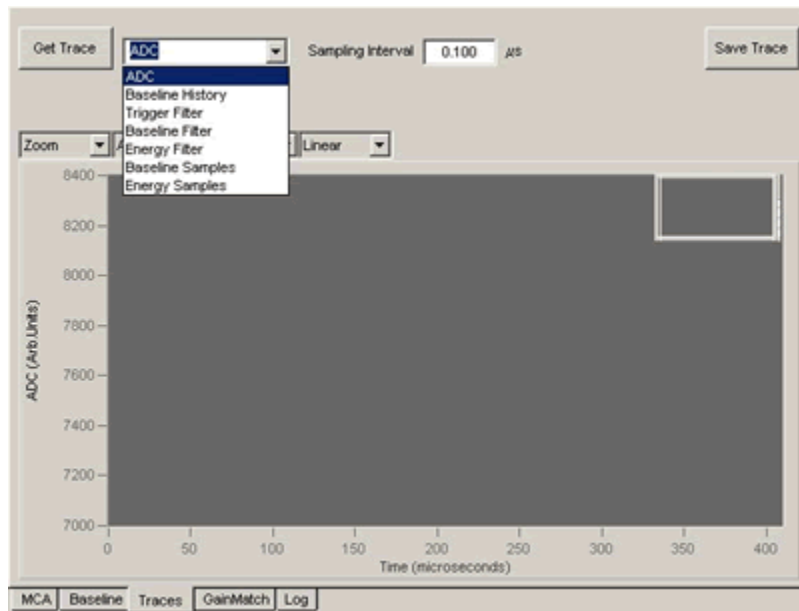 Get Trace ADC Sampling Interval 0.100 µs Save Trace
ADC
Baseline History
Trigger Filter
Baseline Filter
Energy Filter
Baseline Samples
Energy Samples
Zoom A Linear
8400
8200
8000
7800
7600
7400
7200
7000
ADC (Arb.Units)
0 50 100 150 200 250 300 350 400
Time (microseconds)
MCA Baseline Traces GainMatch Log